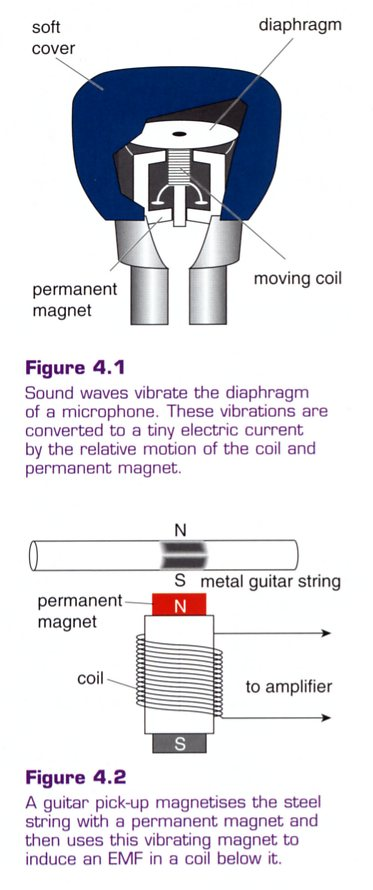 soft
cover
diaphragm
permanent
magnet
moving coil
Figure 4.1
Sound waves vibrate the diaphragm
of a microphone. These vibrations are
converted to a tiny electric current
by the relative motion of the coil and
permanent magnet.
N
S
metal guitar string
permanent
magnet
N
coil
to amplifier
S
Figure 4.2
A guitar pick-up magnetises the steel
string with a permanent magnet and
then uses this vibrating magnet to
induce an EMF in a coil below it.